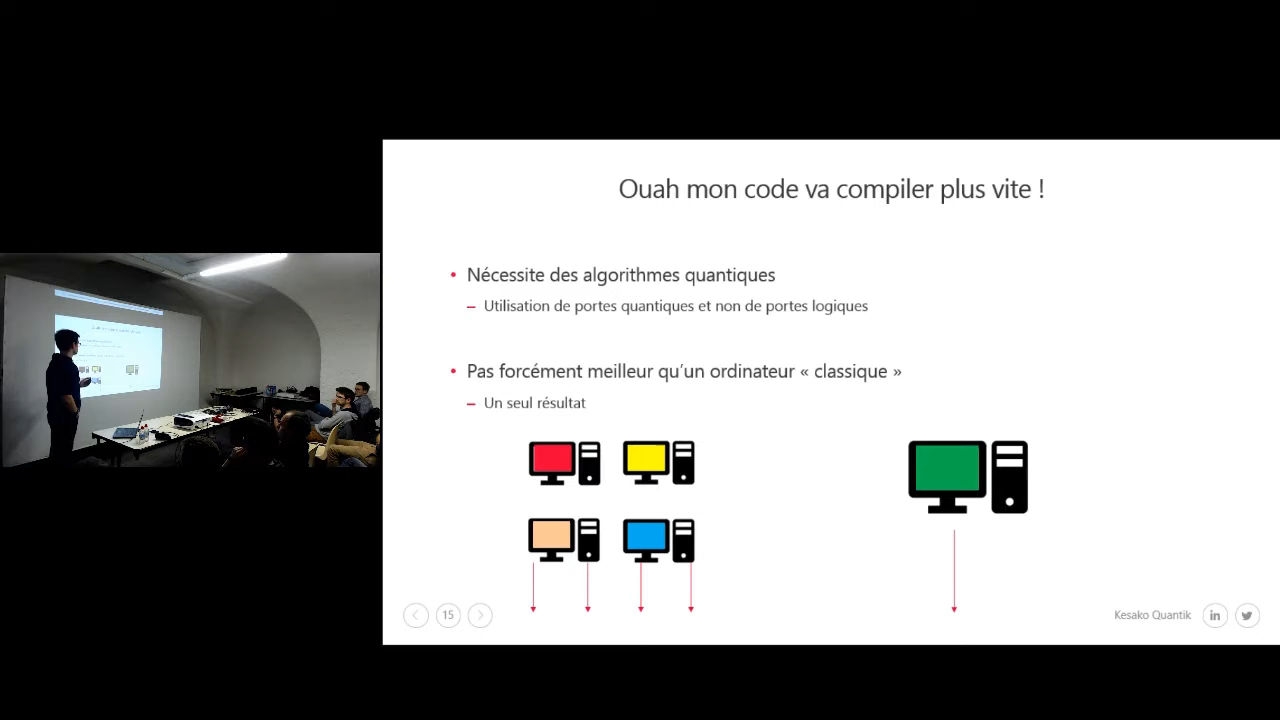 Ouah mon code va compiler plus vite !
• Nécessite des algorithmes quantiques
– Utilisation de portes quantiques et non de portes logiques
• Pas forcément meilleur qu'un ordinateur « classique »
– Un seul résultat
15
Kesako Quantik
in